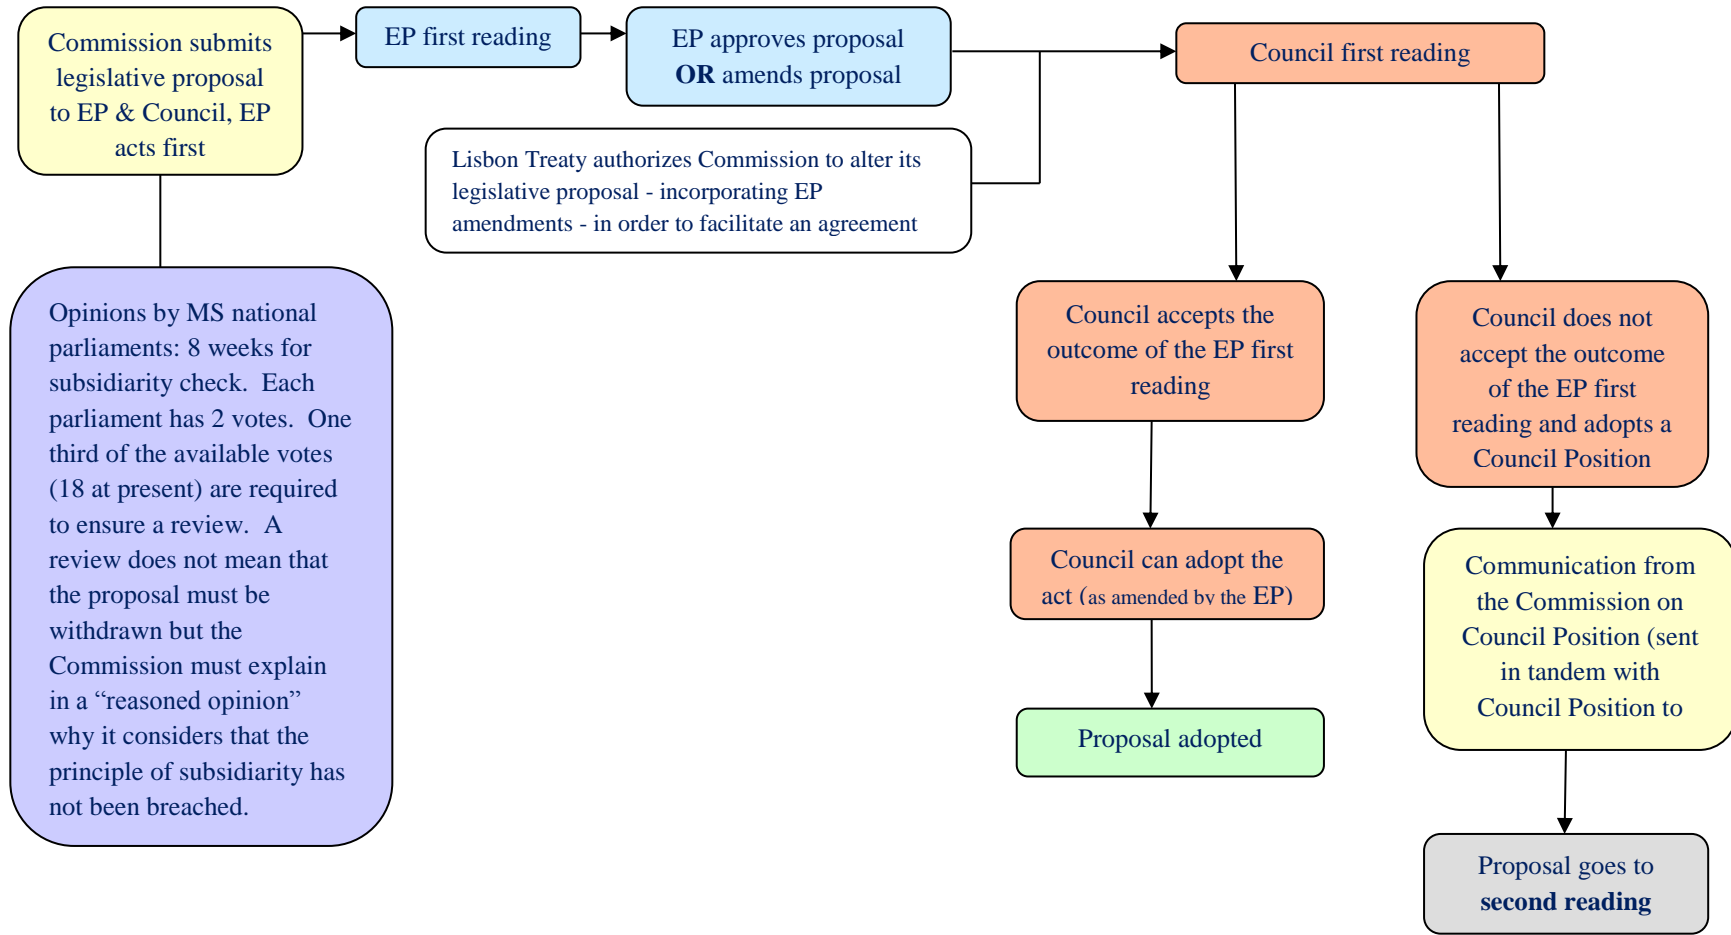 Commission submits
legislative proposal
to EP & Council, EP
acts first
EP first reading
EP approves proposal
OR amends proposal
Council first reading
Lisbon Treaty authorizes Commission to alter its
legislative proposal - incorporating EP
amendments - in order to facilitate an agreement
Opinions by MS national
parliaments: 8 weeks for
subsidiarity check.  Each
parliament has 2 votes.  One
third of the available votes
(18 at present) are required
to ensure a review.  A
review does not mean that
the proposal must be
withdrawn but the
Commission must explain
in a “reasoned opinion”
why it considers that the
principle of subsidiarity has
not been breached.
Council accepts the
outcome of the EP first
reading
Council does not
accept the outcome
of the EP first
reading and adopts a
Council Position
Council can adopt the
act (as amended by the EP)
Communication from
the Commission on
Council Position (sent
in tandem with
Council Position to
Proposal adopted
Proposal goes to
second reading